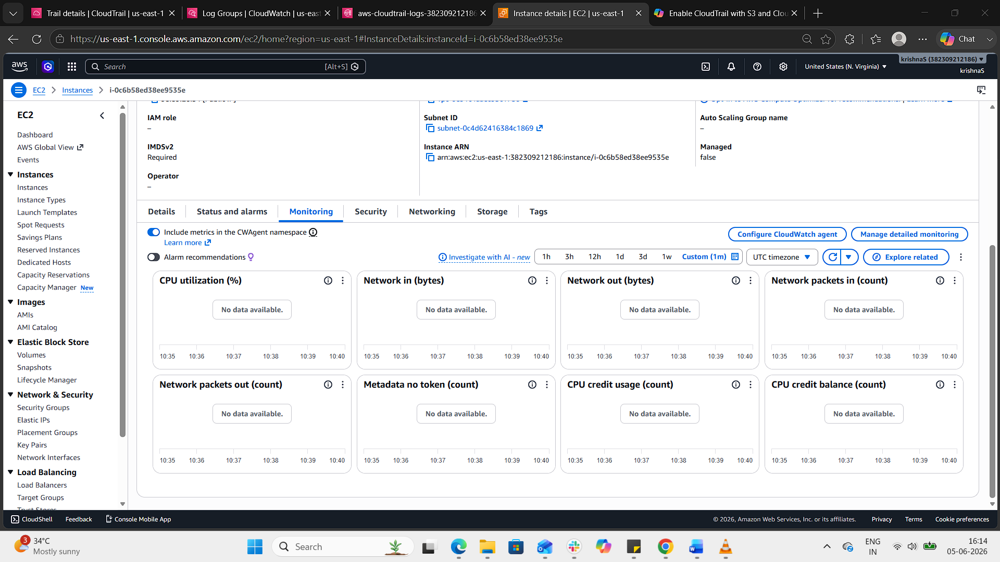 Trail details | CloudTrail | us-east-1
Log Groups | CloudWatch | us-eas
aws-cloudtrail-logs-382309212186
Instance details | EC2 | us-east-1
Enable CloudTrail with S3 and Clou
https://us-east-1.console.aws.amazon.com/ec2/home?region=us-east-1#InstanceDetails:instanceId=i-0c6b58ed38ee9535e
Chat
aws
Search
[Alt+S]
United States (N. Virginia)
krishnaS (382309212186)
krishnaS
EC2
Instances
i-0c6b58ed38ee9535e
EC2
Dashboard
AWS Global View
Events
Instances
Instances
Instance Types
Launch Templates
Spot Requests
Savings Plans
Reserved Instances
Dedicated Hosts
Capacity Reservations
Capacity Manager New
Images
AMIs
AMI Catalog
Elastic Block Store
Volumes
Snapshots
Lifecycle Manager
Network & Security
Security Groups
Elastic IPs
Placement Groups
Key Pairs
Network Interfaces
Load Balancing
Load Balancers
Target Groups
Trust Stores
IAM role
–
Subnet ID
subnet-0c4d62416384c1869
Auto Scaling Group name
–
IMDSv2
Required
Instance ARN
arn:aws:ec2:us-east-1:382309212186:instance/i-0c6b58ed38ee9535e
Managed
false
Operator
–
Details
Status and alarms
Monitoring
Security
Networking
Storage
Tags
Include metrics in the CWAgent namespace
Learn more
Configure CloudWatch agent
Manage detailed monitoring
Alarm recommendations
Investigate with AI - new
1h 3h 12h 1d 3d 1w Custom (1m)
UTC timezone
Explore related
CPU utilization (%)
No data available.
10:35 10:36 10:37 10:38 10:39 10:40
Network in (bytes)
No data available.
10:35 10:36 10:37 10:38 10:39 10:40
Network out (bytes)
No data available.
10:35 10:36 10:37 10:38 10:39 10:40
Network packets in (count)
No data available.
10:35 10:36 10:37 10:38 10:39 10:40
Network packets out (count)
No data available.
10:35 10:36 10:37 10:38 10:39 10:40
Metadata no token (count)
No data available.
10:35 10:36 10:37 10:38 10:39 10:40
CPU credit usage (count)
No data available.
10:35 10:36 10:37 10:38 10:39 10:40
CPU credit balance (count)
No data available.
10:35 10:36 10:37 10:38 10:39 10:40
CloudShell
Feedback
Console Mobile App
© 2026, Amazon Web Services, Inc. or its affiliates.
Privacy
Terms
Cookie preferences
3
34°C
Mostly sunny
Search
ENG
IN
16:14
05-06-2026